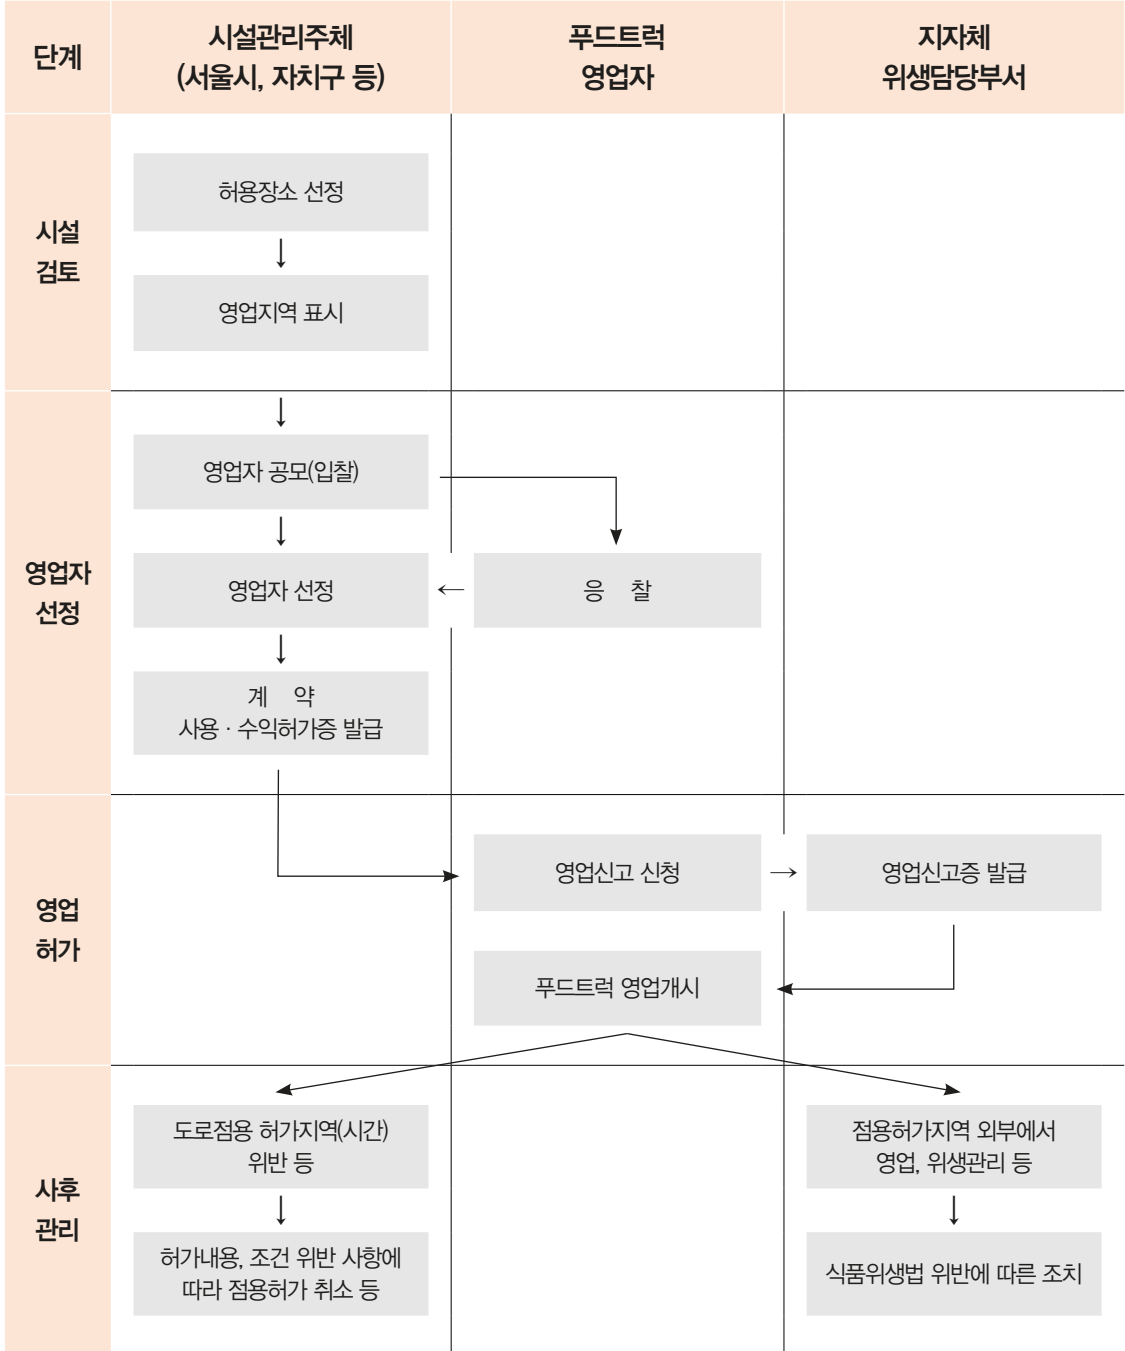 단계
시설관리주체
(서울시, 자치구 등)
푸드트럭
영업자
지자체
위생담당부서
시설
검토
허용장소 선정
↓
영업지역 표시
영업자
선정
↓
영업자 공모(입찰)
↓
영업자 선정
←
응 찰
↓
계 약
사용 · 수익허가증 발급
영업
허가
영업신고 신청
→
영업신고증 발급
푸드트럭 영업개시
사후
관리
도로점용 허가지역(시간)
위반 등
↓
허가내용, 조건 위반 사항에
따라 점용허가 취소 등
점용허가지역 외부에서
영업, 위생관리 등
↓
식품위생법 위반에 따른 조치